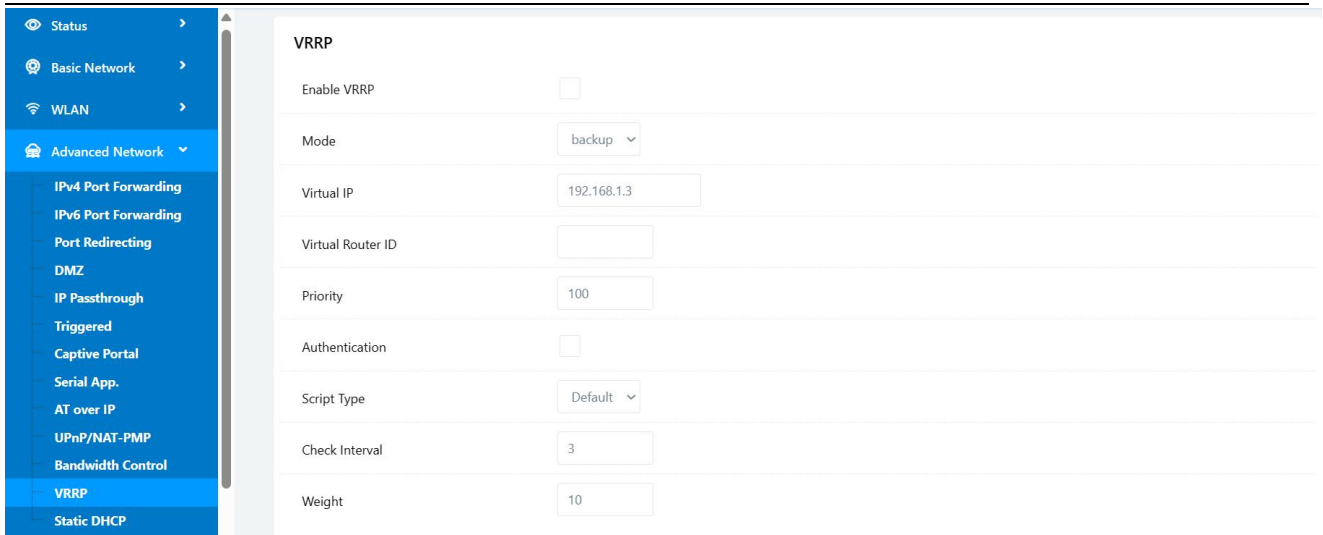 Status
Basic Network
WLAN
Advanced Network
IPv4 Port Forwarding
IPv6 Port Forwarding
Port Redirecting
DMZ
IP Passthrough
Triggered
Captive Portal
Serial App.
AT over IP
UPnP/NAT-PMP
Bandwidth Control
VRRP
Static DHCP
VRRP
Enable VRRP
Mode backup
Virtual IP 192.168.1.3
Virtual Router ID
Priority 100
Authentication
Script Type Default
Check Interval 3
Weight 10